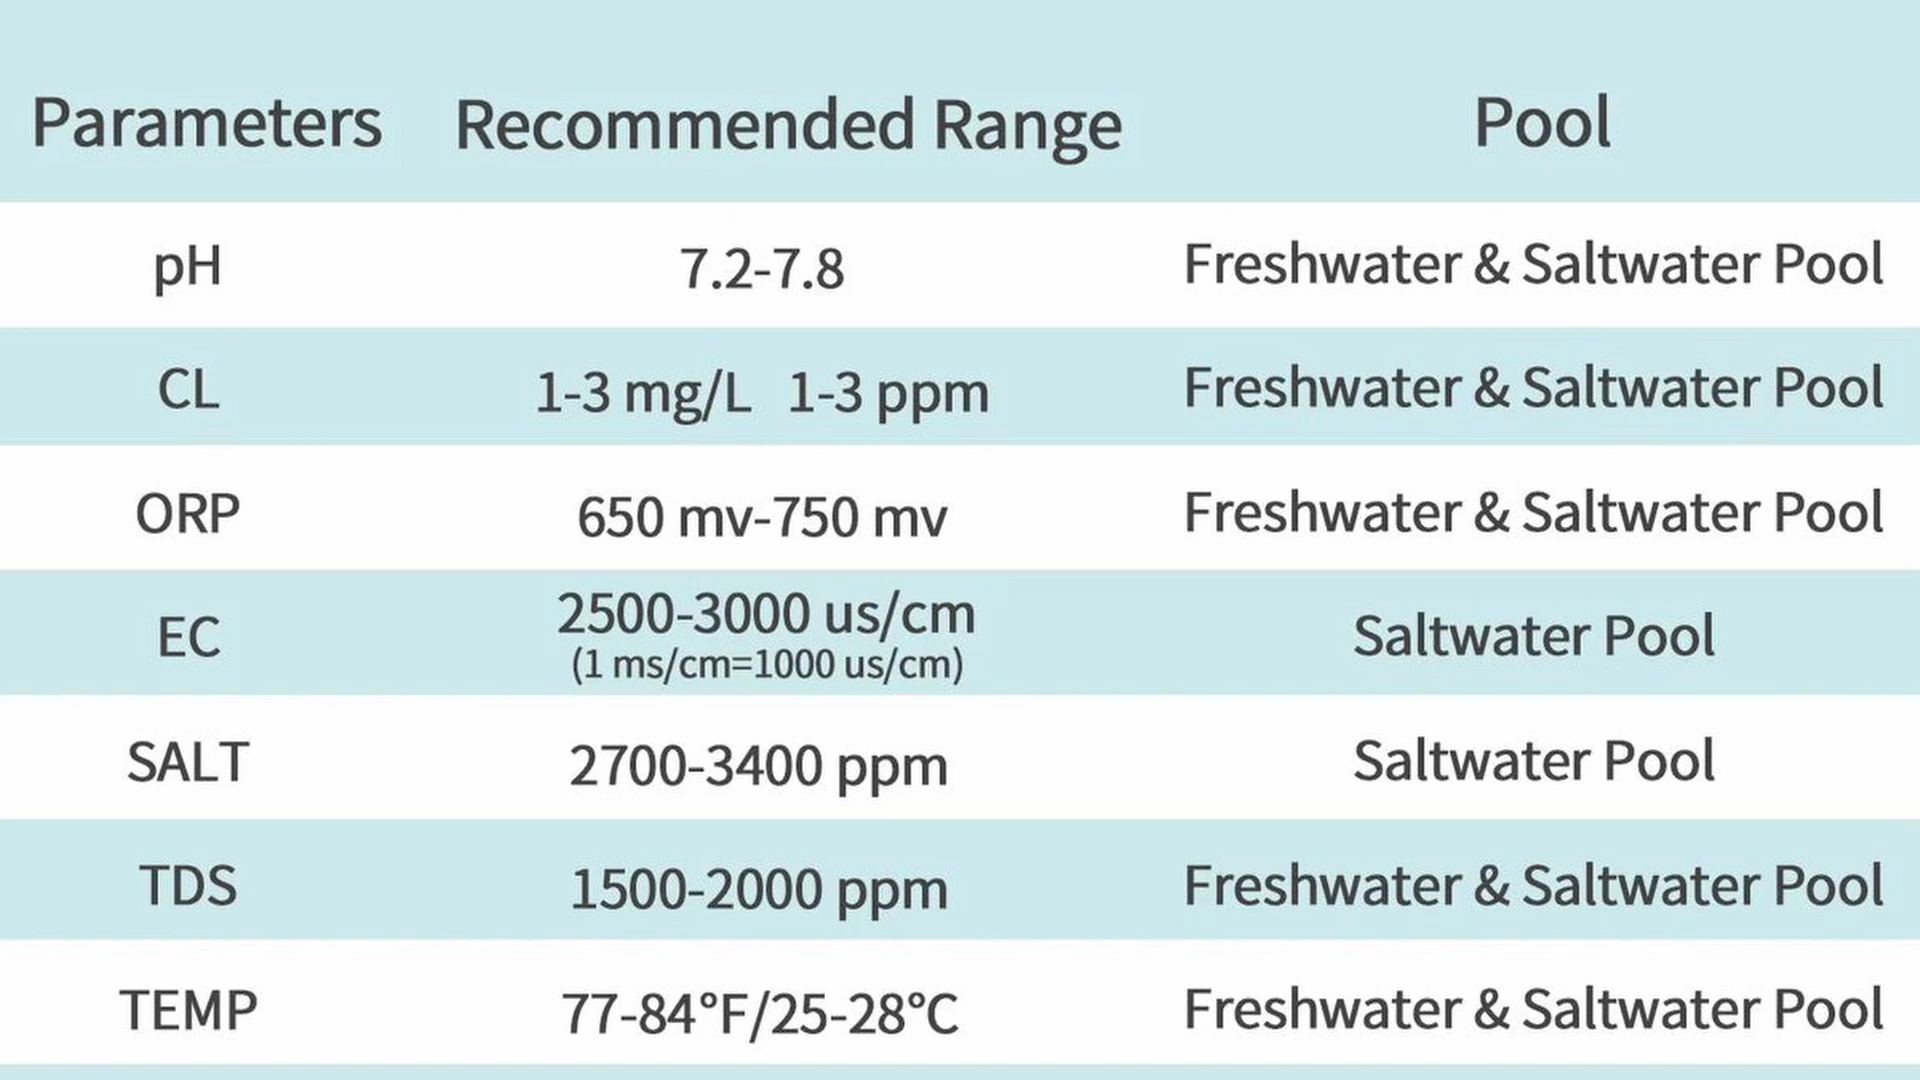 Parameters Recommended Range Pool
pH 7.2-7.8 Freshwater & Saltwater Pool
CL 1-3 mg/L 1-3 ppm Freshwater & Saltwater Pool
ORP 650 mv-750 mv Freshwater & Saltwater Pool
EC 2500-3000 us/cm Saltwater Pool
(1 ms/cm=1000 us/cm)
SALT 2700-3400 ppm Saltwater Pool
TDS 1500-2000 ppm Freshwater & Saltwater Pool
TEMP 77-84°F/25-28°C Freshwater & Saltwater Pool